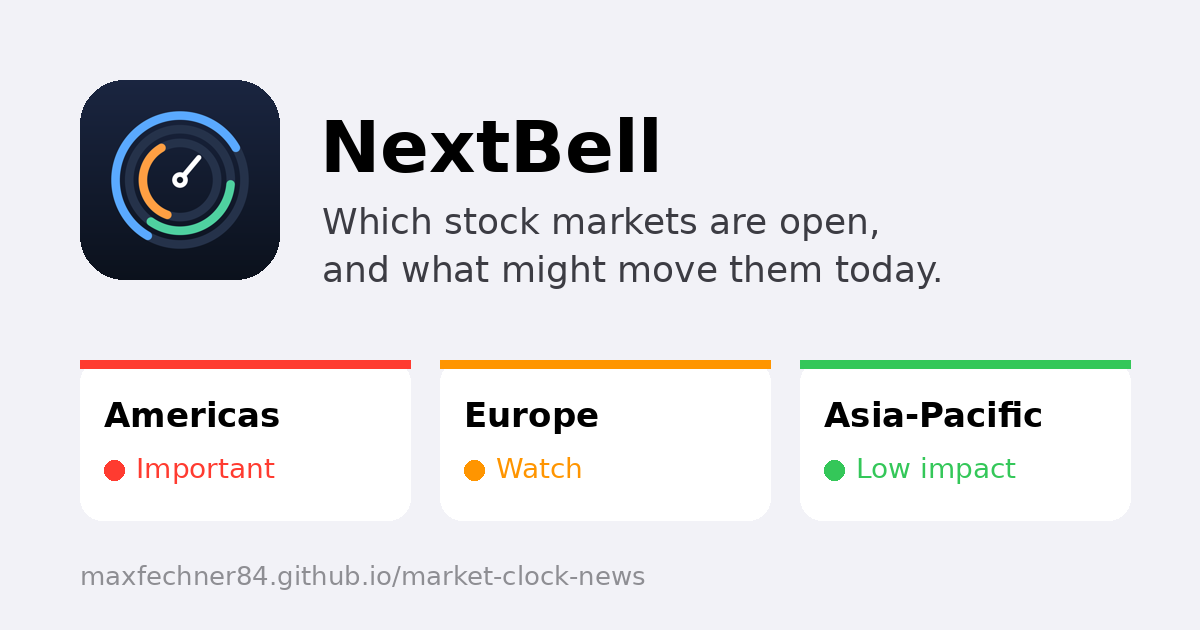 NextBell
Which stock markets are open,
and what might move them today.
Americas
Important
Europe
Watch
Asia-Pacific
Low impact
maxfechner84.github.io/market-clock-news